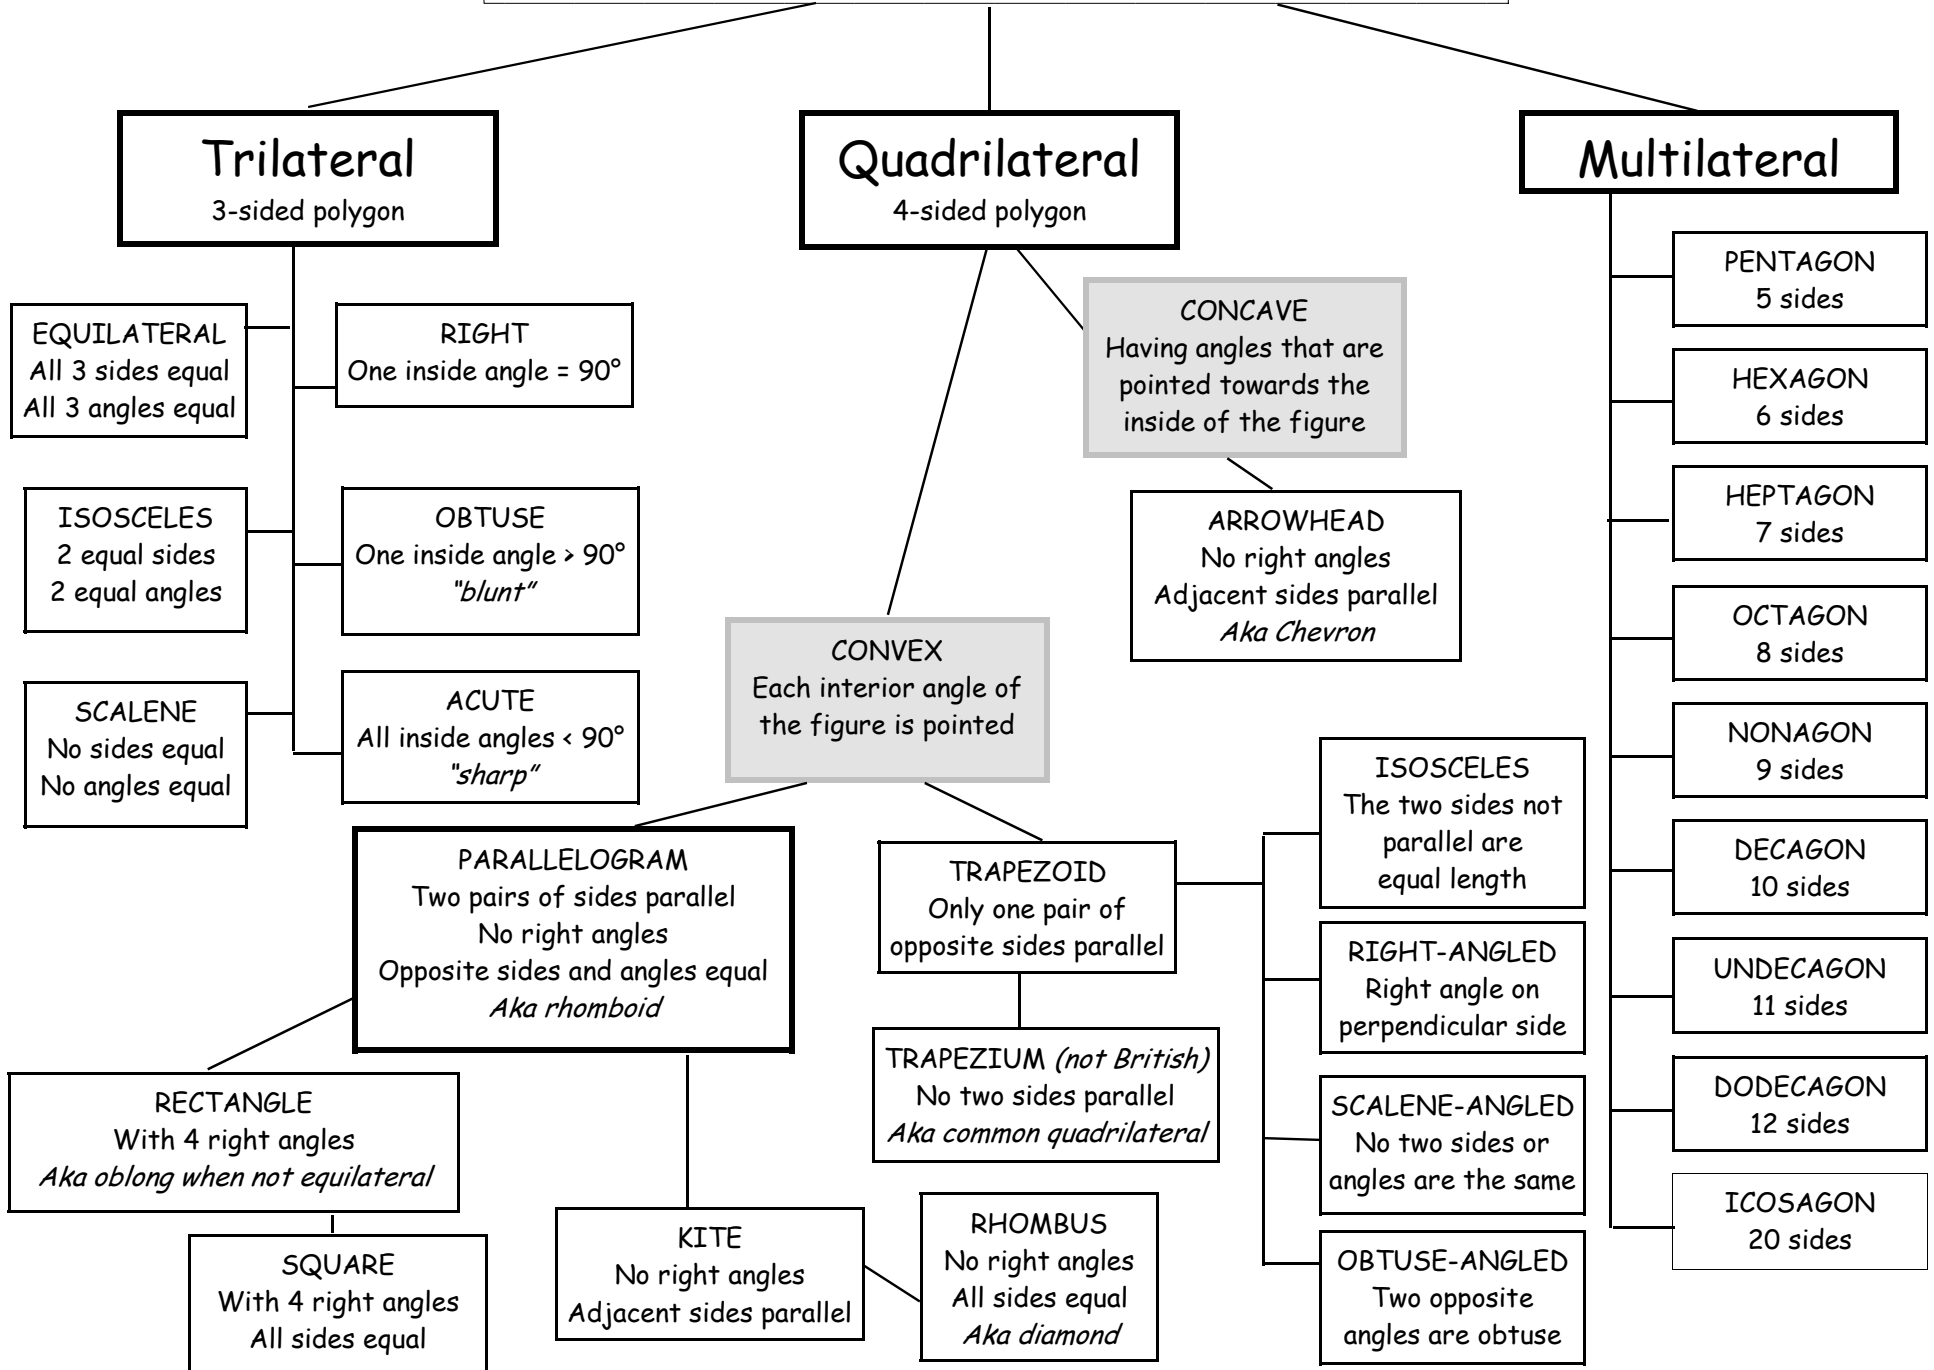 Trilateral
3-sided polygon
EQUILATERAL
All 3 sides equal
All 3 angles equal
RIGHT
One inside angle = 90°
ISOSCELES
2 equal sides
2 equal angles
OBTUSE
One inside angle > 90°
"blunt"
SCALENE
No sides equal
No angles equal
ACUTE
All inside angles < 90°
"sharp"
Quadrilateral
4-sided polygon
CONCAVE
Having angles that are
pointed towards the
inside of the figure
ARROWHEAD
No right angles
Adjacent sides parallel
Aka Chevron
CONVEX
Each interior angle of
the figure is pointed
PARALLELOGRAM
Two pairs of sides parallel
No right angles
Opposite sides and angles equal
Aka rhomboid
RECTANGLE
With 4 right angles
Aka oblong when not equilateral
SQUARE
With 4 right angles
All sides equal
KITE
No right angles
Adjacent sides parallel
RHOMBUS
No right angles
All sides equal
Aka diamond
TRAPEZOID
Only one pair of
opposite sides parallel
TRAPEZIUM (not British)
No two sides parallel
Aka common quadrilateral
ISOSCELES
The two sides not
parallel are
equal length
RIGHT-ANGLED
Right angle on
perpendicular side
SCALENE-ANGLED
No two sides or
angles are the same
OBTUSE-ANGLED
Two opposite
angles are obtuse
Multilateral
PENTAGON
5 sides
HEXAGON
6 sides
HEPTAGON
7 sides
OCTAGON
8 sides
NONAGON
9 sides
DECAGON
10 sides
UNDECAGON
11 sides
DODECAGON
12 sides
ICOSAGON
20 sides